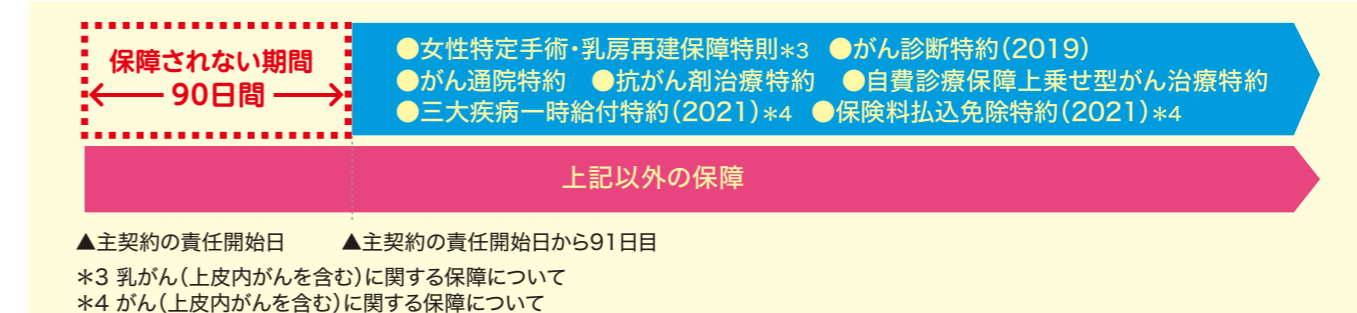 保障されない期間
90日間
●女性特定手術・乳房再建保障特則*3 ●がん診断特約(2019)
●がん通院特約 ●抗がん剤治療特約 ●自費診療保障上乗せ型がん治療特約
●三大疾病一時給付特約(2021)*4 ●保険料払込免除特約(2021)*4
上記以外の保障
▲主契約の責任開始日 ▲主契約の責任開始日から91日目
*3 乳がん(上皮内がんを含む)に関する保障について
*4 がん(上皮内がんを含む)に関する保障について